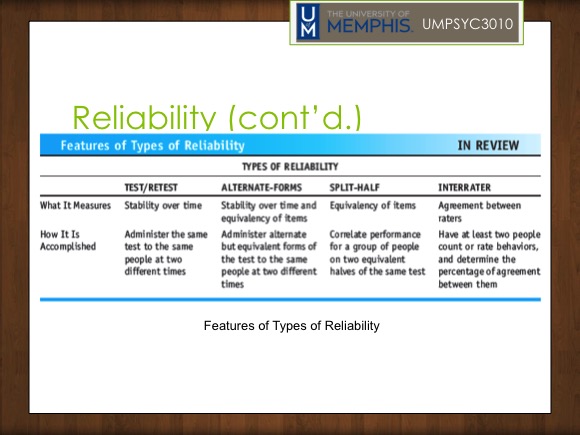 THE UNIVERSITY OF
UM MEMPHIS. UMPSYC3010
Reliability (cont’d.)
Features of Types of Reliability IN REVIEW
TYPES OF RELIABILITY
TEST/RETEST ALTERNATE-FORMS SPLIT-HALF INTERRATER
What It Measures Stability over time Stability over time and Equivalency of items Agreement between
equivalency of items raters
How It Is Administer the same Administer alternate Correlate performance Have at least two people
Accomplished test to the same but equivalent forms of for a group of people count or rate behaviors,
people at two the test to the same on two equivalent and determine the
different times people at two different halves of the same test percentage of agreement
times between them
Features of Types of Reliability